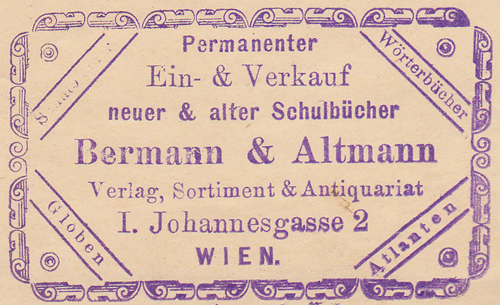 Permanenter
Wörterbücher
Ein- & Verkauf
neuer & alter Schulbücher
Bermann & Altmann
Verlag, Sortiment & Antiquariat
Globen
I. Johannesgasse 2
Atlanten
WIEN.